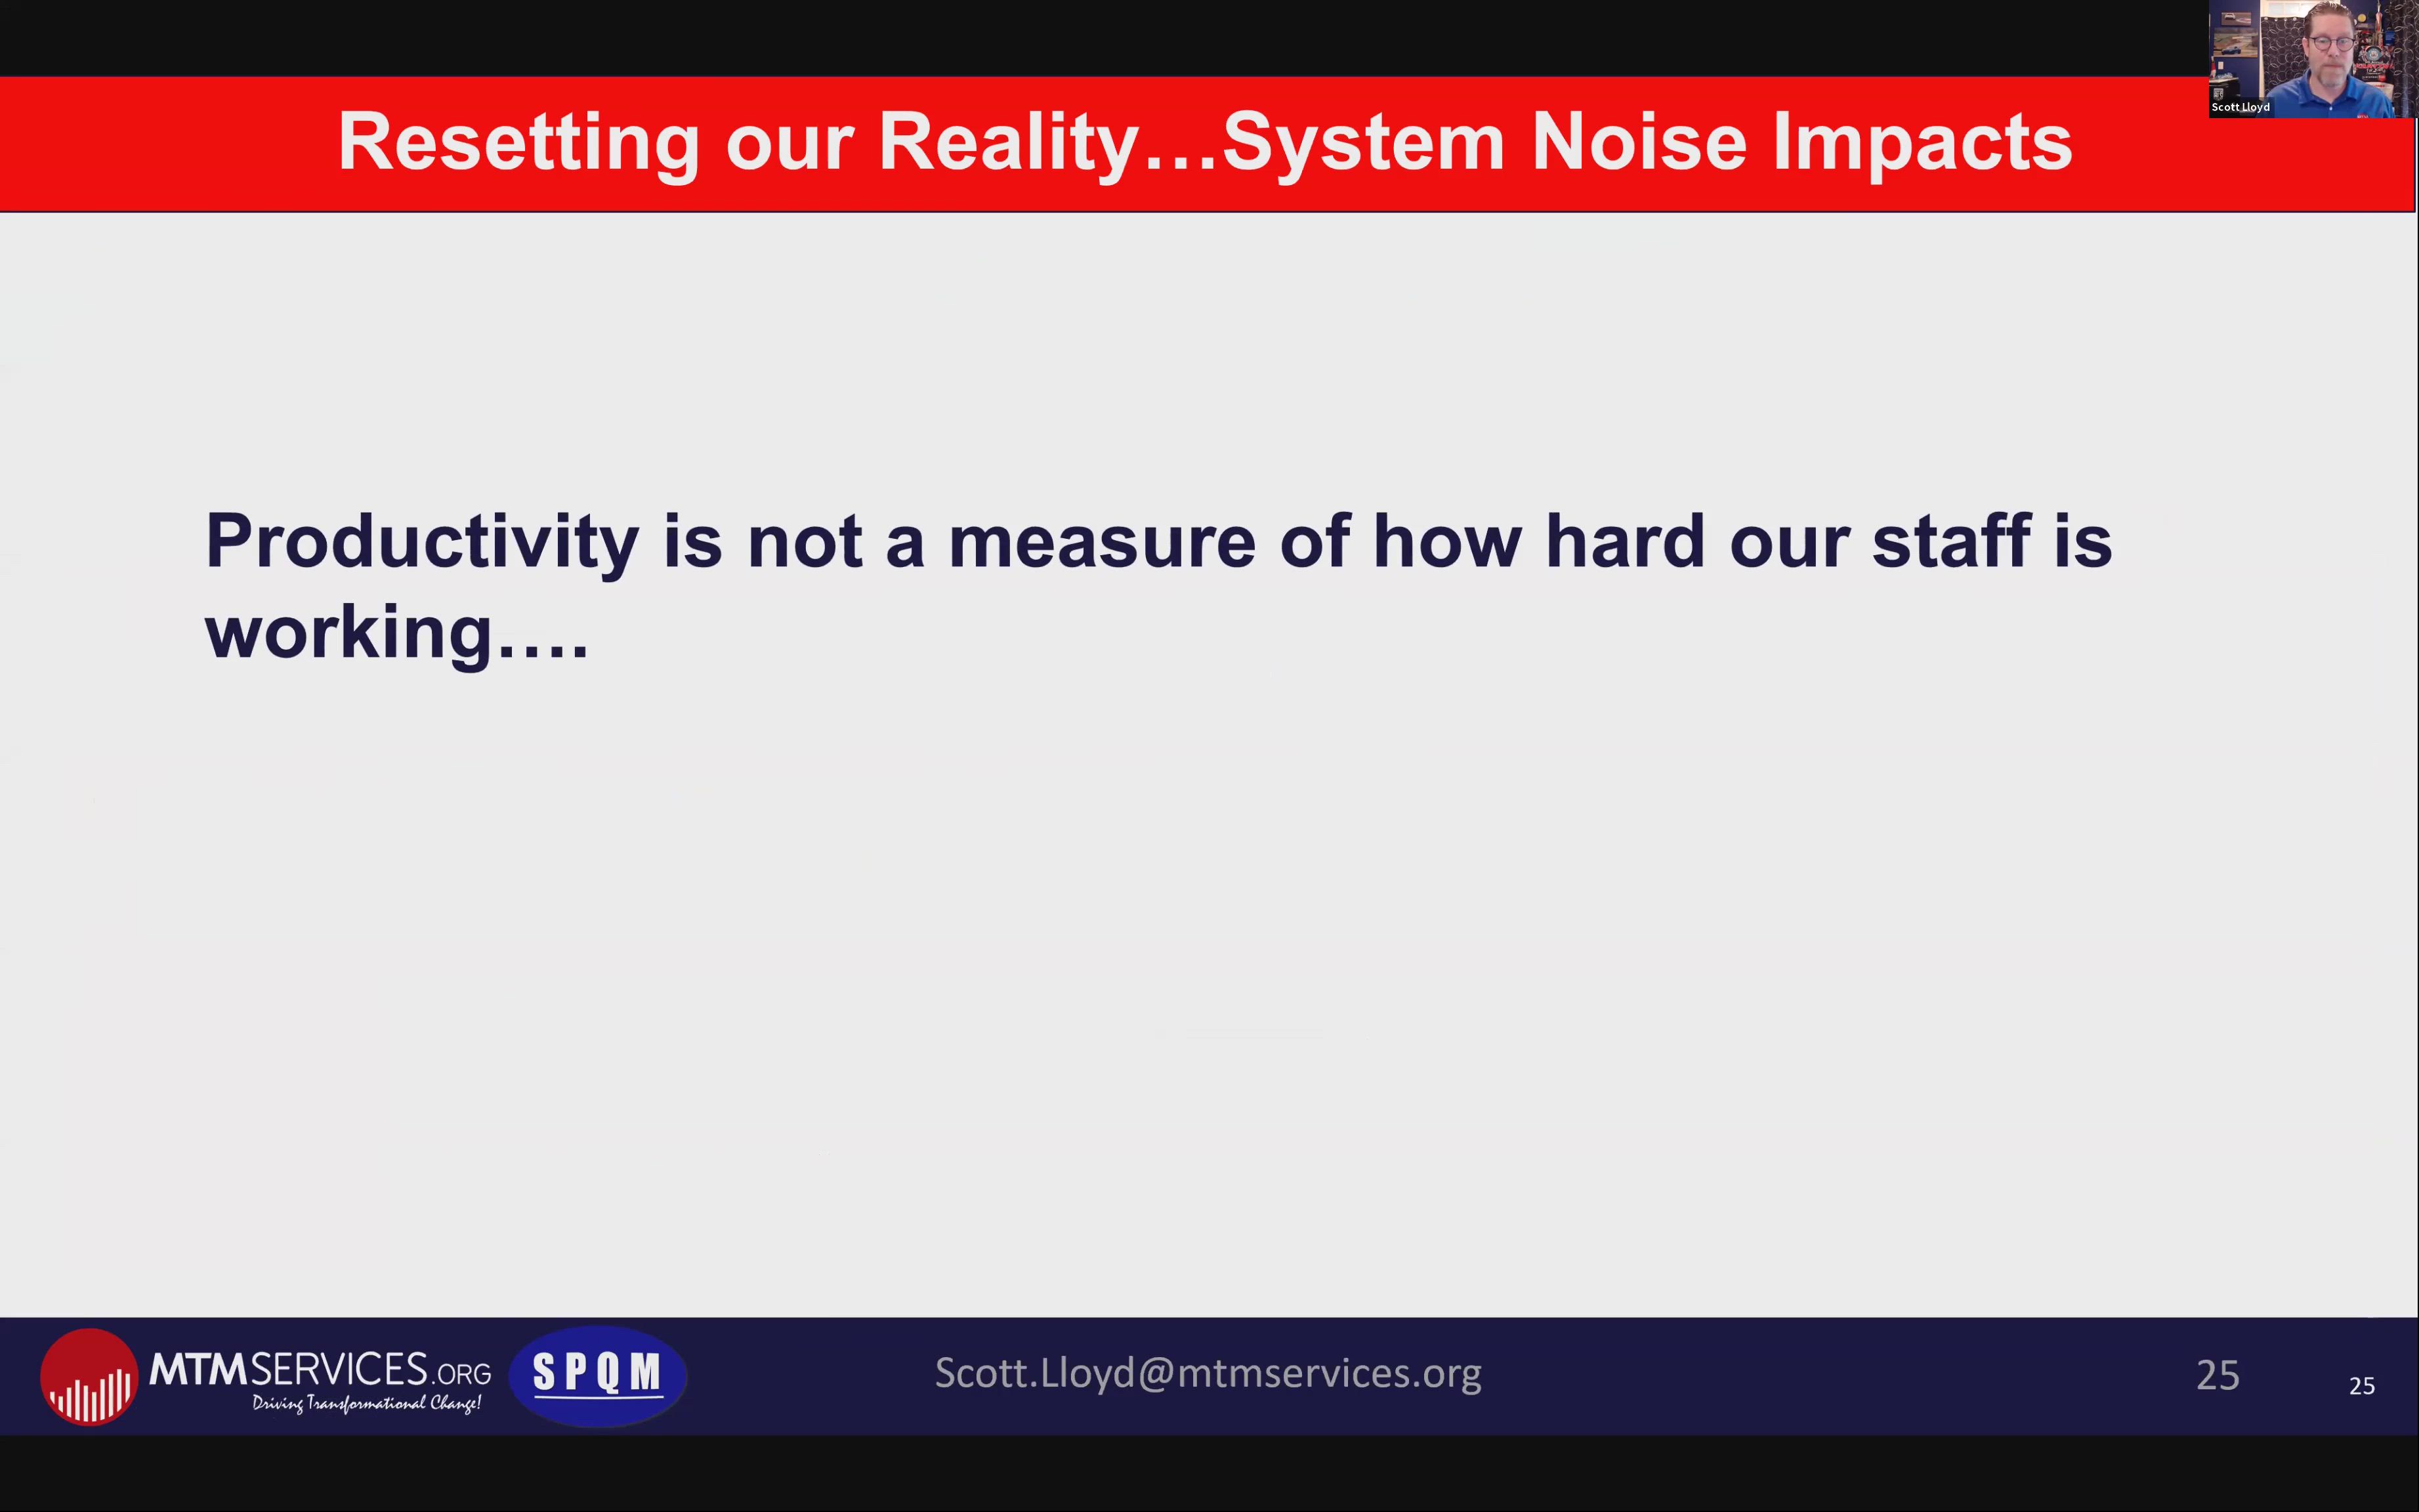 Scott Lloyd
Resetting our Reality...System Noise Impacts
Productivity is not a measure of how hard our staff is
working....
MTMSERVICES.ORG
Driving Transformational Change!
SPQM
Scott.Lloyd@mtmservices.org
25
25